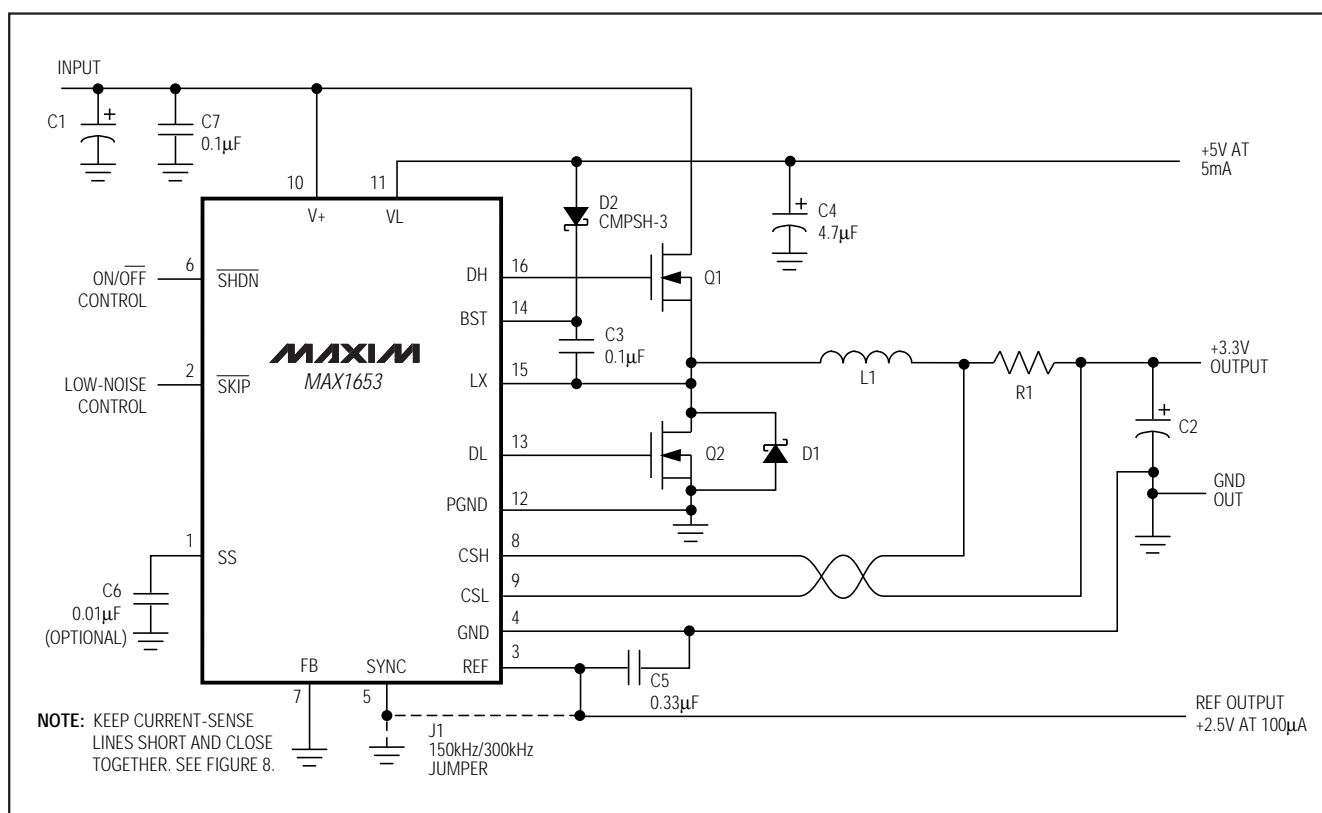 INPUT
C1
+
C7
0.1μF
+5V AT
5mA
10
11
V+
VL
D2
CMPSH-3
+
C4
4.7μF
ON/O̅F̅F̅
CONTROL
6
S̅H̅D̅N̅
DH
16
Q1
BST
14
C3
0.1μF
MAXIM
MAX1653
+3.3V
OUTPUT
LOW-NOISE
CONTROL
2
S̅K̅I̅P̅
LX
15
L1
R1
+
C2
DL
13
Q2
D1
GND
OUT
PGND
12
1
SS
CSH
8
C6
0.01μF
(OPTIONAL)
CSL
9
GND
4
FB
SYNC
REF
3
C5
0.33μF
7
5
REF OUTPUT
+2.5V AT 100μA
J1
150kHz/300kHz
JUMPER
NOTE: KEEP CURRENT-SENSE
LINES SHORT AND CLOSE
TOGETHER. SEE FIGURE 8.